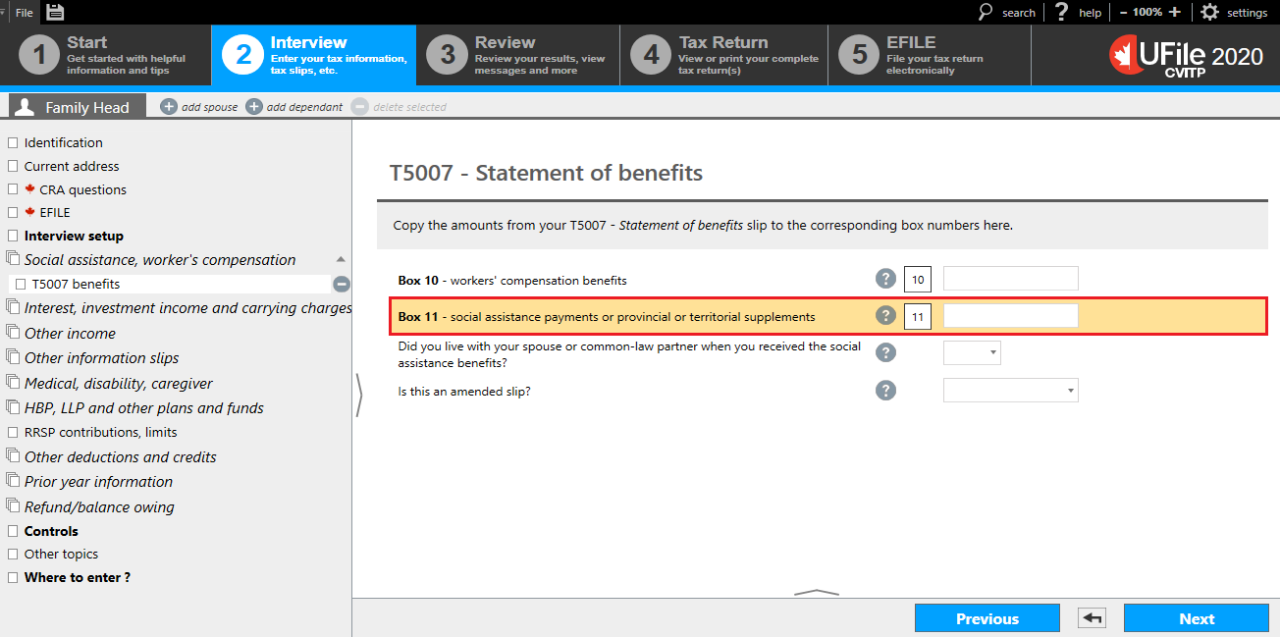 File
search
help
– 100% +
settings
1
Start
Get started with helpful
information and tips
2
Interview
Enter your tax information,
tax slips, etc.
3
Review
Review your results, view
messages and more
4
Tax Return
View or print your complete
tax return(s)
5
EFILE
File your tax return
electronically
UFile 2020
CVITP
Family Head
add spouse
add dependant
delete selected
Identification
Current address
CRA questions
EFILE
Interview setup
Social assistance, worker's compensation
T5007 benefits
Interest, investment income and carrying charges
Other income
Other information slips
Medical, disability, caregiver
HBP, LLP and other plans and funds
RRSP contributions, limits
Other deductions and credits
Prior year information
Refund/balance owing
Controls
Other topics
Where to enter ?
T5007 - Statement of benefits
Copy the amounts from your T5007 - Statement of benefits slip to the corresponding box numbers here.
Box 10 - workers' compensation benefits ? 10
Box 11 - social assistance payments or provincial or territorial supplements ? 11
Did you live with your spouse or common-law partner when you received the social
assistance benefits? ?
Is this an amended slip? ?
Previous
Next